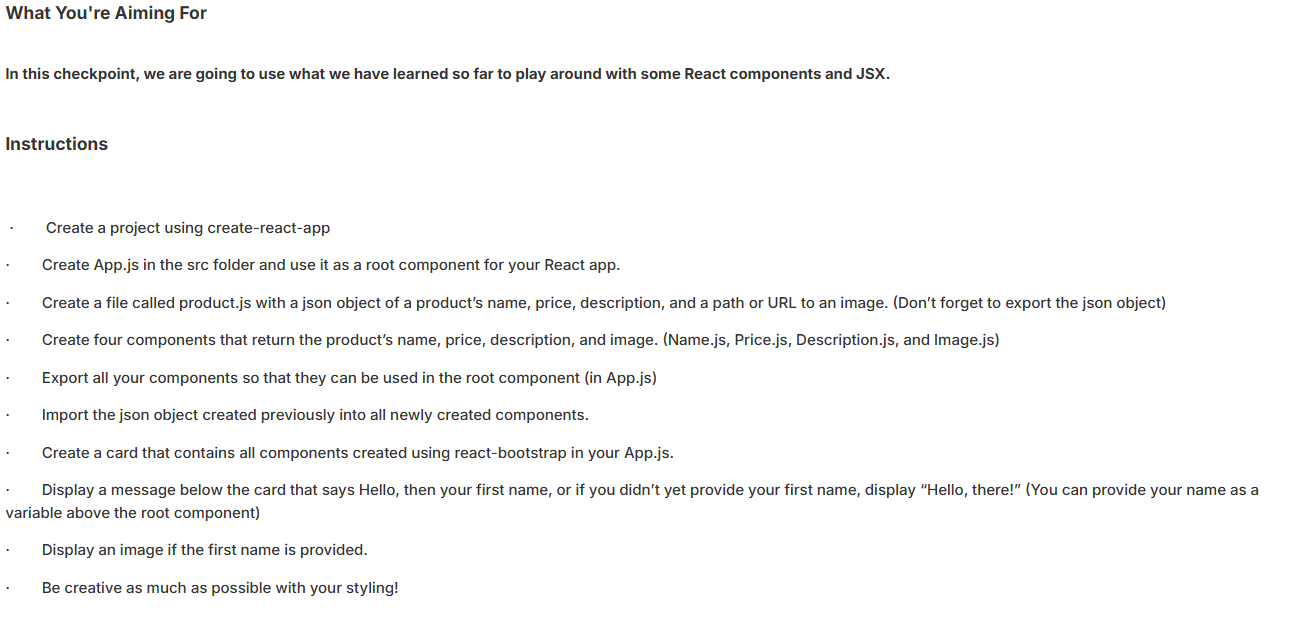 What You're Aiming For
In this checkpoint, we are going to use what we have learned so far to play around with some React components and JSX.
Instructions
· Create a project using create-react-app
· Create App.js in the src folder and use it as a root component for your React app.
· Create a file called product.js with a json object of a product’s name, price, description, and a path or URL to an image. (Don’t forget to export the json object)
· Create four components that return the product’s name, price, description, and image. (Name.js, Price.js, Description.js, and Image.js)
· Export all your components so that they can be used in the root component (in App.js)
· Import the json object created previously into all newly created components.
· Create a card that contains all components created using react-bootstrap in your App.js.
· Display a message below the card that says Hello, then your first name, or if you didn’t yet provide your first name, display “Hello, there!” (You can provide your name as a
variable above the root component)
· Display an image if the first name is provided.
· Be creative as much as possible with your styling!